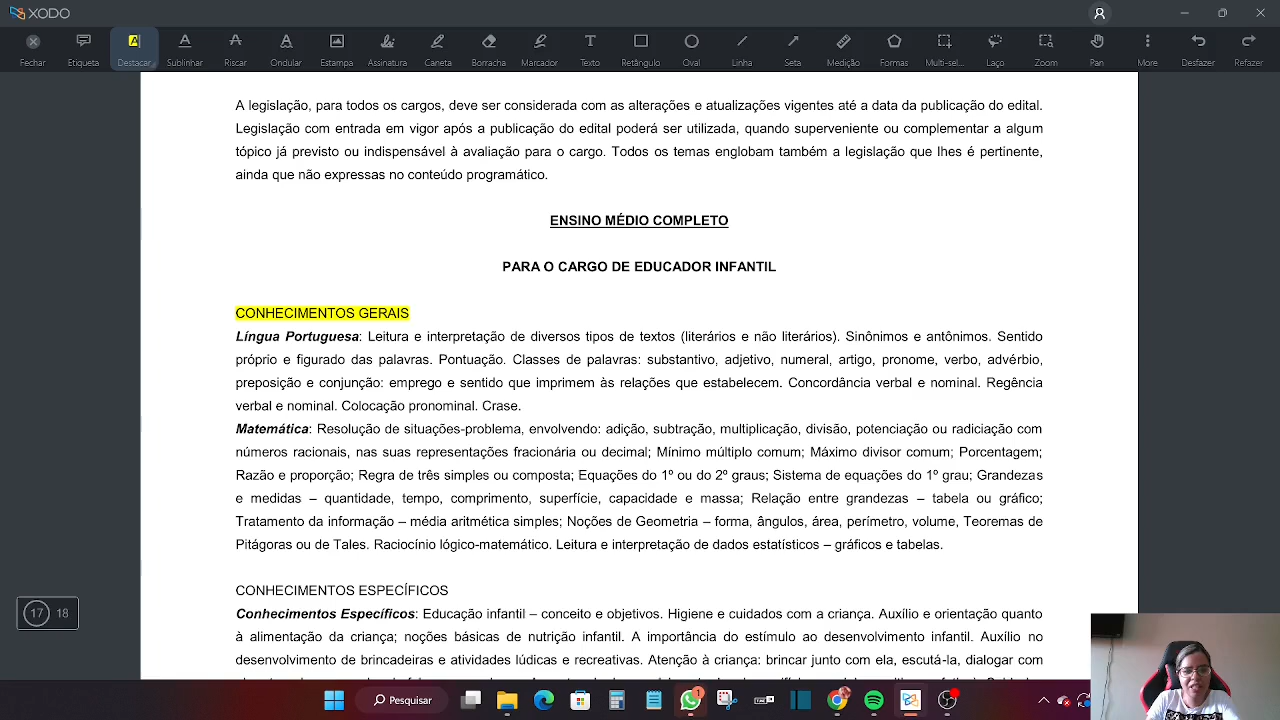 XODO
Fechar Etiqueta Destacar Sublinhar Riscar Ondular Estampa Assinatura Caneta Borracha Marcador Texto Retângulo Oval Linha Seta Medição Formas Multi-sel... Laço Zoom Pan More Desfazer Refazer
A legislação, para todos os cargos, deve ser considerada com as alterações e atualizações vigentes até a data da publicação do edital.
Legislação com entrada em vigor após a publicação do edital poderá ser utilizada, quando superveniente ou complementar a algum
tópico já previsto ou indispensável à avaliação para o cargo. Todos os temas englobam também a legislação que lhes é pertinente,
ainda que não expressas no conteúdo programático.
ENSINO MÉDIO COMPLETO
PARA O CARGO DE EDUCADOR INFANTIL
CONHECIMENTOS GERAIS
Língua Portuguesa: Leitura e interpretação de diversos tipos de textos (literários e não literários). Sinônimos e antônimos. Sentido
próprio e figurado das palavras. Pontuação. Classes de palavras: substantivo, adjetivo, numeral, artigo, pronome, verbo, advérbio,
preposição e conjunção: emprego e sentido que imprimem às relações que estabelecem. Concordância verbal e nominal. Regência
verbal e nominal. Colocação pronominal. Crase.
Matemática: Resolução de situações-problema, envolvendo: adição, subtração, multiplicação, divisão, potenciação ou radiciação com
números racionais, nas suas representações fracionária ou decimal; Mínimo múltiplo comum; Máximo divisor comum; Porcentagem;
Razão e proporção; Regra de três simples ou composta; Equações do 1º ou do 2º graus; Sistema de equações do 1º grau; Grandezas
e medidas – quantidade, tempo, comprimento, superfície, capacidade e massa; Relação entre grandezas – tabela ou gráfico;
Tratamento da informação – média aritmética simples; Noções de Geometria – forma, ângulos, área, perímetro, volume, Teoremas de
Pitágoras ou de Tales. Raciocínio lógico-matemático. Leitura e interpretação de dados estatísticos – gráficos e tabelas.
CONHECIMENTOS ESPECÍFICOS
Conhecimentos Específicos: Educação infantil – conceito e objetivos. Higiene e cuidados com a criança. Auxílio e orientação quanto
à alimentação da criança; noções básicas de nutrição infantil. A importância do estímulo ao desenvolvimento infantil. Auxílio no
desenvolvimento de brincadeiras e atividades lúdicas e recreativas. Atenção à criança: brincar junto com ela, escutá-la, dialogar com
17 18
Pesquisar
1